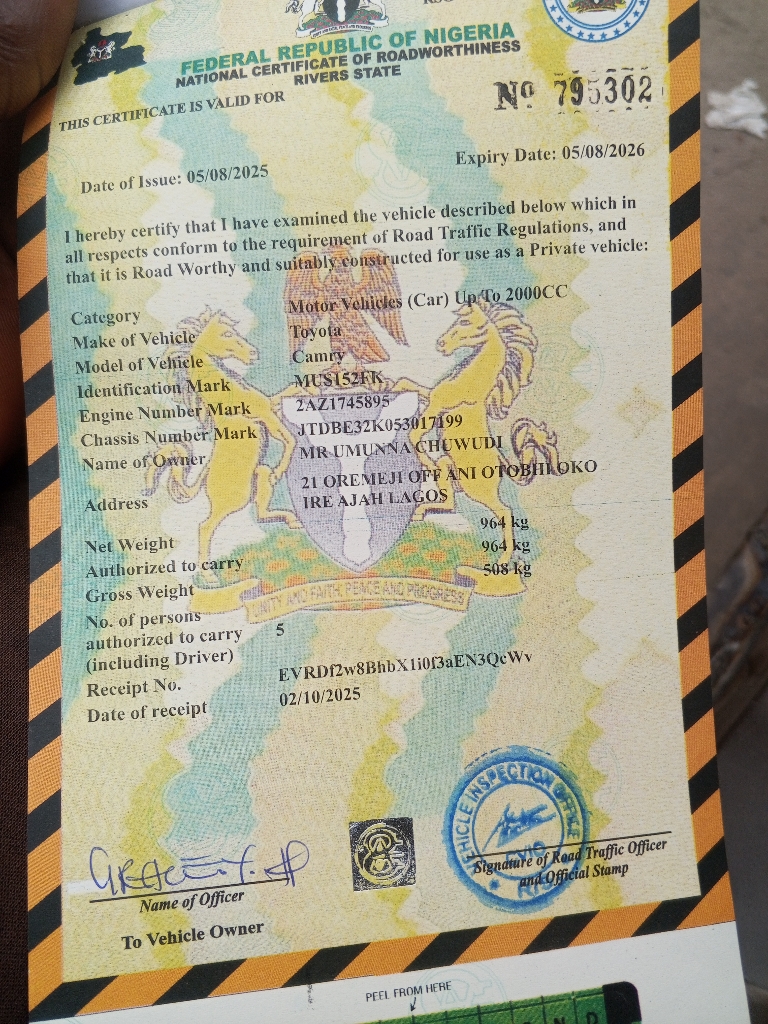 FEDERAL REPUBLIC OF NIGERIA
NATIONAL CERTIFICATE OF ROADWORTHINESS
RIVERS STATE
THIS CERTIFICATE IS VALID FOR
No 795302
Date of Issue: 05/08/2025
Expiry Date: 05/08/2026
I hereby certify that I have examined the vehicle described below which in
all respects conform to the requirement of Road Traffic Regulations, and
that it is Road Worthy and suitably constructed for use as a Private vehicle:
Category Motor Vehicles (Car) Up To 2000CC
Make of Vehicle Toyota
Model of Vehicle Camry
Identification Mark MUS152FK
Engine Number Mark 2AZ1745895
Chassis Number Mark JTDBE32K053017199
Name of Owner MR UMUNNA CHUWUDI
Address 21 OREMEJI OFF ANI OTOBHI OKO
IRE AJAH LAGOS
Net Weight 964 kg
Authorized to carry 964 kg
Gross Weight 508 kg
UNITY AND FAITH, PEACE AND PROGRESS
No. of persons
authorized to carry 5
(including Driver)
Receipt No. EVRDf2w8BhbX1i0f3aEN3QcWv
Date of receipt 02/10/2025
VEHICLE INSPECTION OFFICE
Name of Officer
Signature of Road Traffic Officer
and Official Stamp
To Vehicle Owner
PEEL FROM HERE